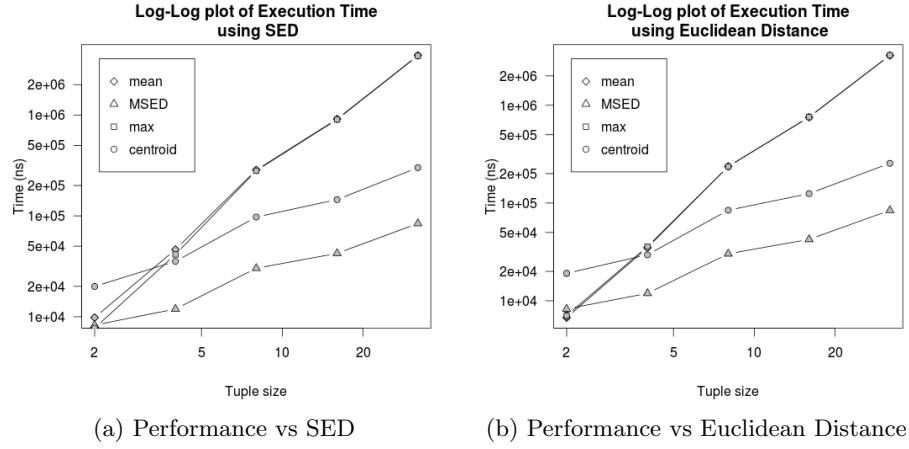 Log-Log plot of Execution Time
using SED
mean
MSED
max
centroid
2e+06
1e+06
5e+05
2e+05
1e+05
5e+04
2e+04
1e+04
Time (ns)
2
5
10
20
Tuple size
(a) Performance vs SED
Log-Log plot of Execution Time
using Euclidean Distance
mean
MSED
max
centroid
2e+06
1e+06
5e+05
2e+05
1e+05
5e+04
2e+04
1e+04
Time (ns)
2
5
10
20
Tuple size
(b) Performance vs Euclidean Distance